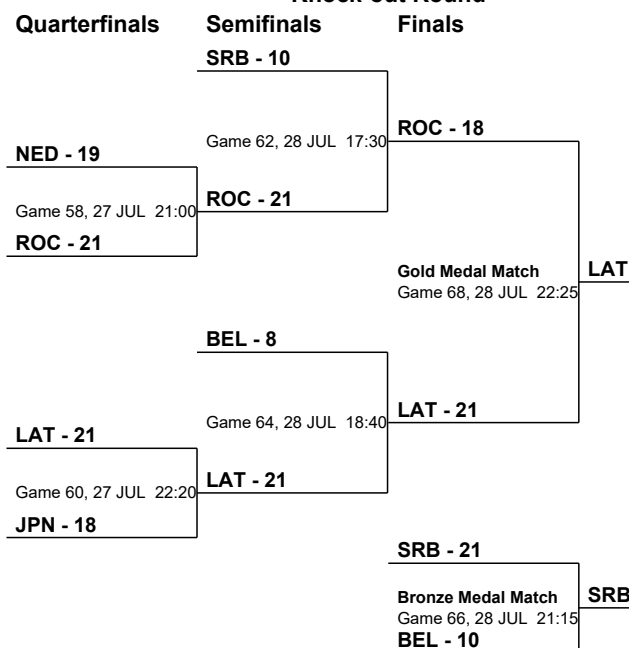 Knock-out Round
Quarterfinals Semifinals Finals
SRB - 10
ROC - 18
Game 62, 28 JUL 17:30
NED - 19
ROC - 21
Game 58, 27 JUL 21:00
ROC - 21
Gold Medal Match
LAT
Game 68, 28 JUL 22:25
BEL - 8
LAT - 21
Game 64, 28 JUL 18:40
LAT - 21
LAT - 21
Game 60, 27 JUL 22:20
JPN - 18
SRB - 21
Bronze Medal Match
SRB
Game 66, 28 JUL 21:15
BEL - 10